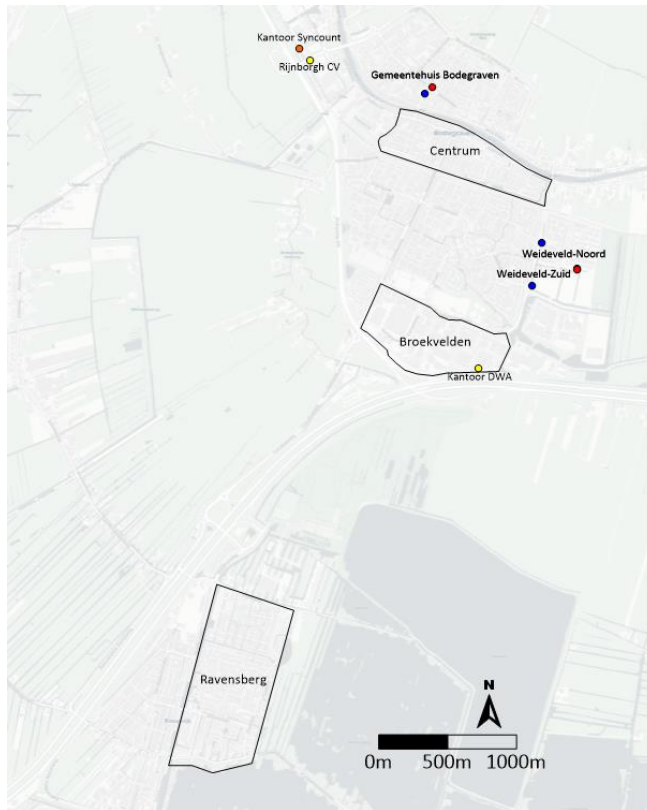 Kantoor Syncount
Rijnborgh CV
Gemeentehuis Bodegraven
Centrum
Weideveld-Noord
Weideveld-Zuid
Broekvelden
Kantoor DWA
Ravensberg
N
0m 500m 1000m